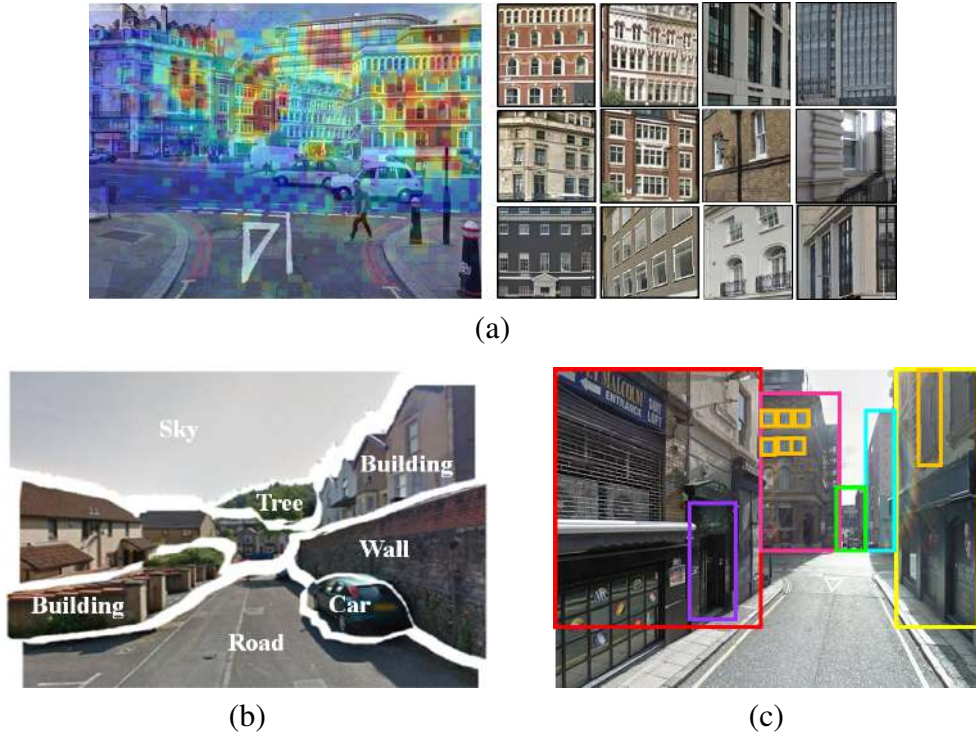 (a)
Sky
Building
Tree
Wall
Building
Car
Road
MALCOLM
ENTRANCE
(b)
(c)